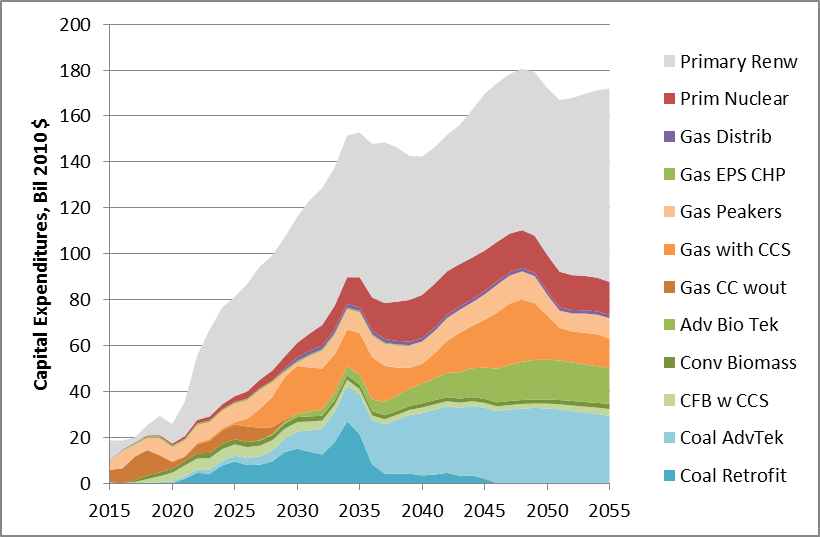 Capital Expenditures, Bil 2010 $
200
180
160
140
120
100
80
60
40
20
0
2015 2020 2025 2030 2035 2040 2045 2050 2055
Primary Renw
Prim Nuclear
Gas Distrib
Gas EPS CHP
Gas Peakers
Gas with CCS
Gas CC wout
Adv Bio Tek
Conv Biomass
CFB w CCS
Coal AdvTek
Coal Retrofit